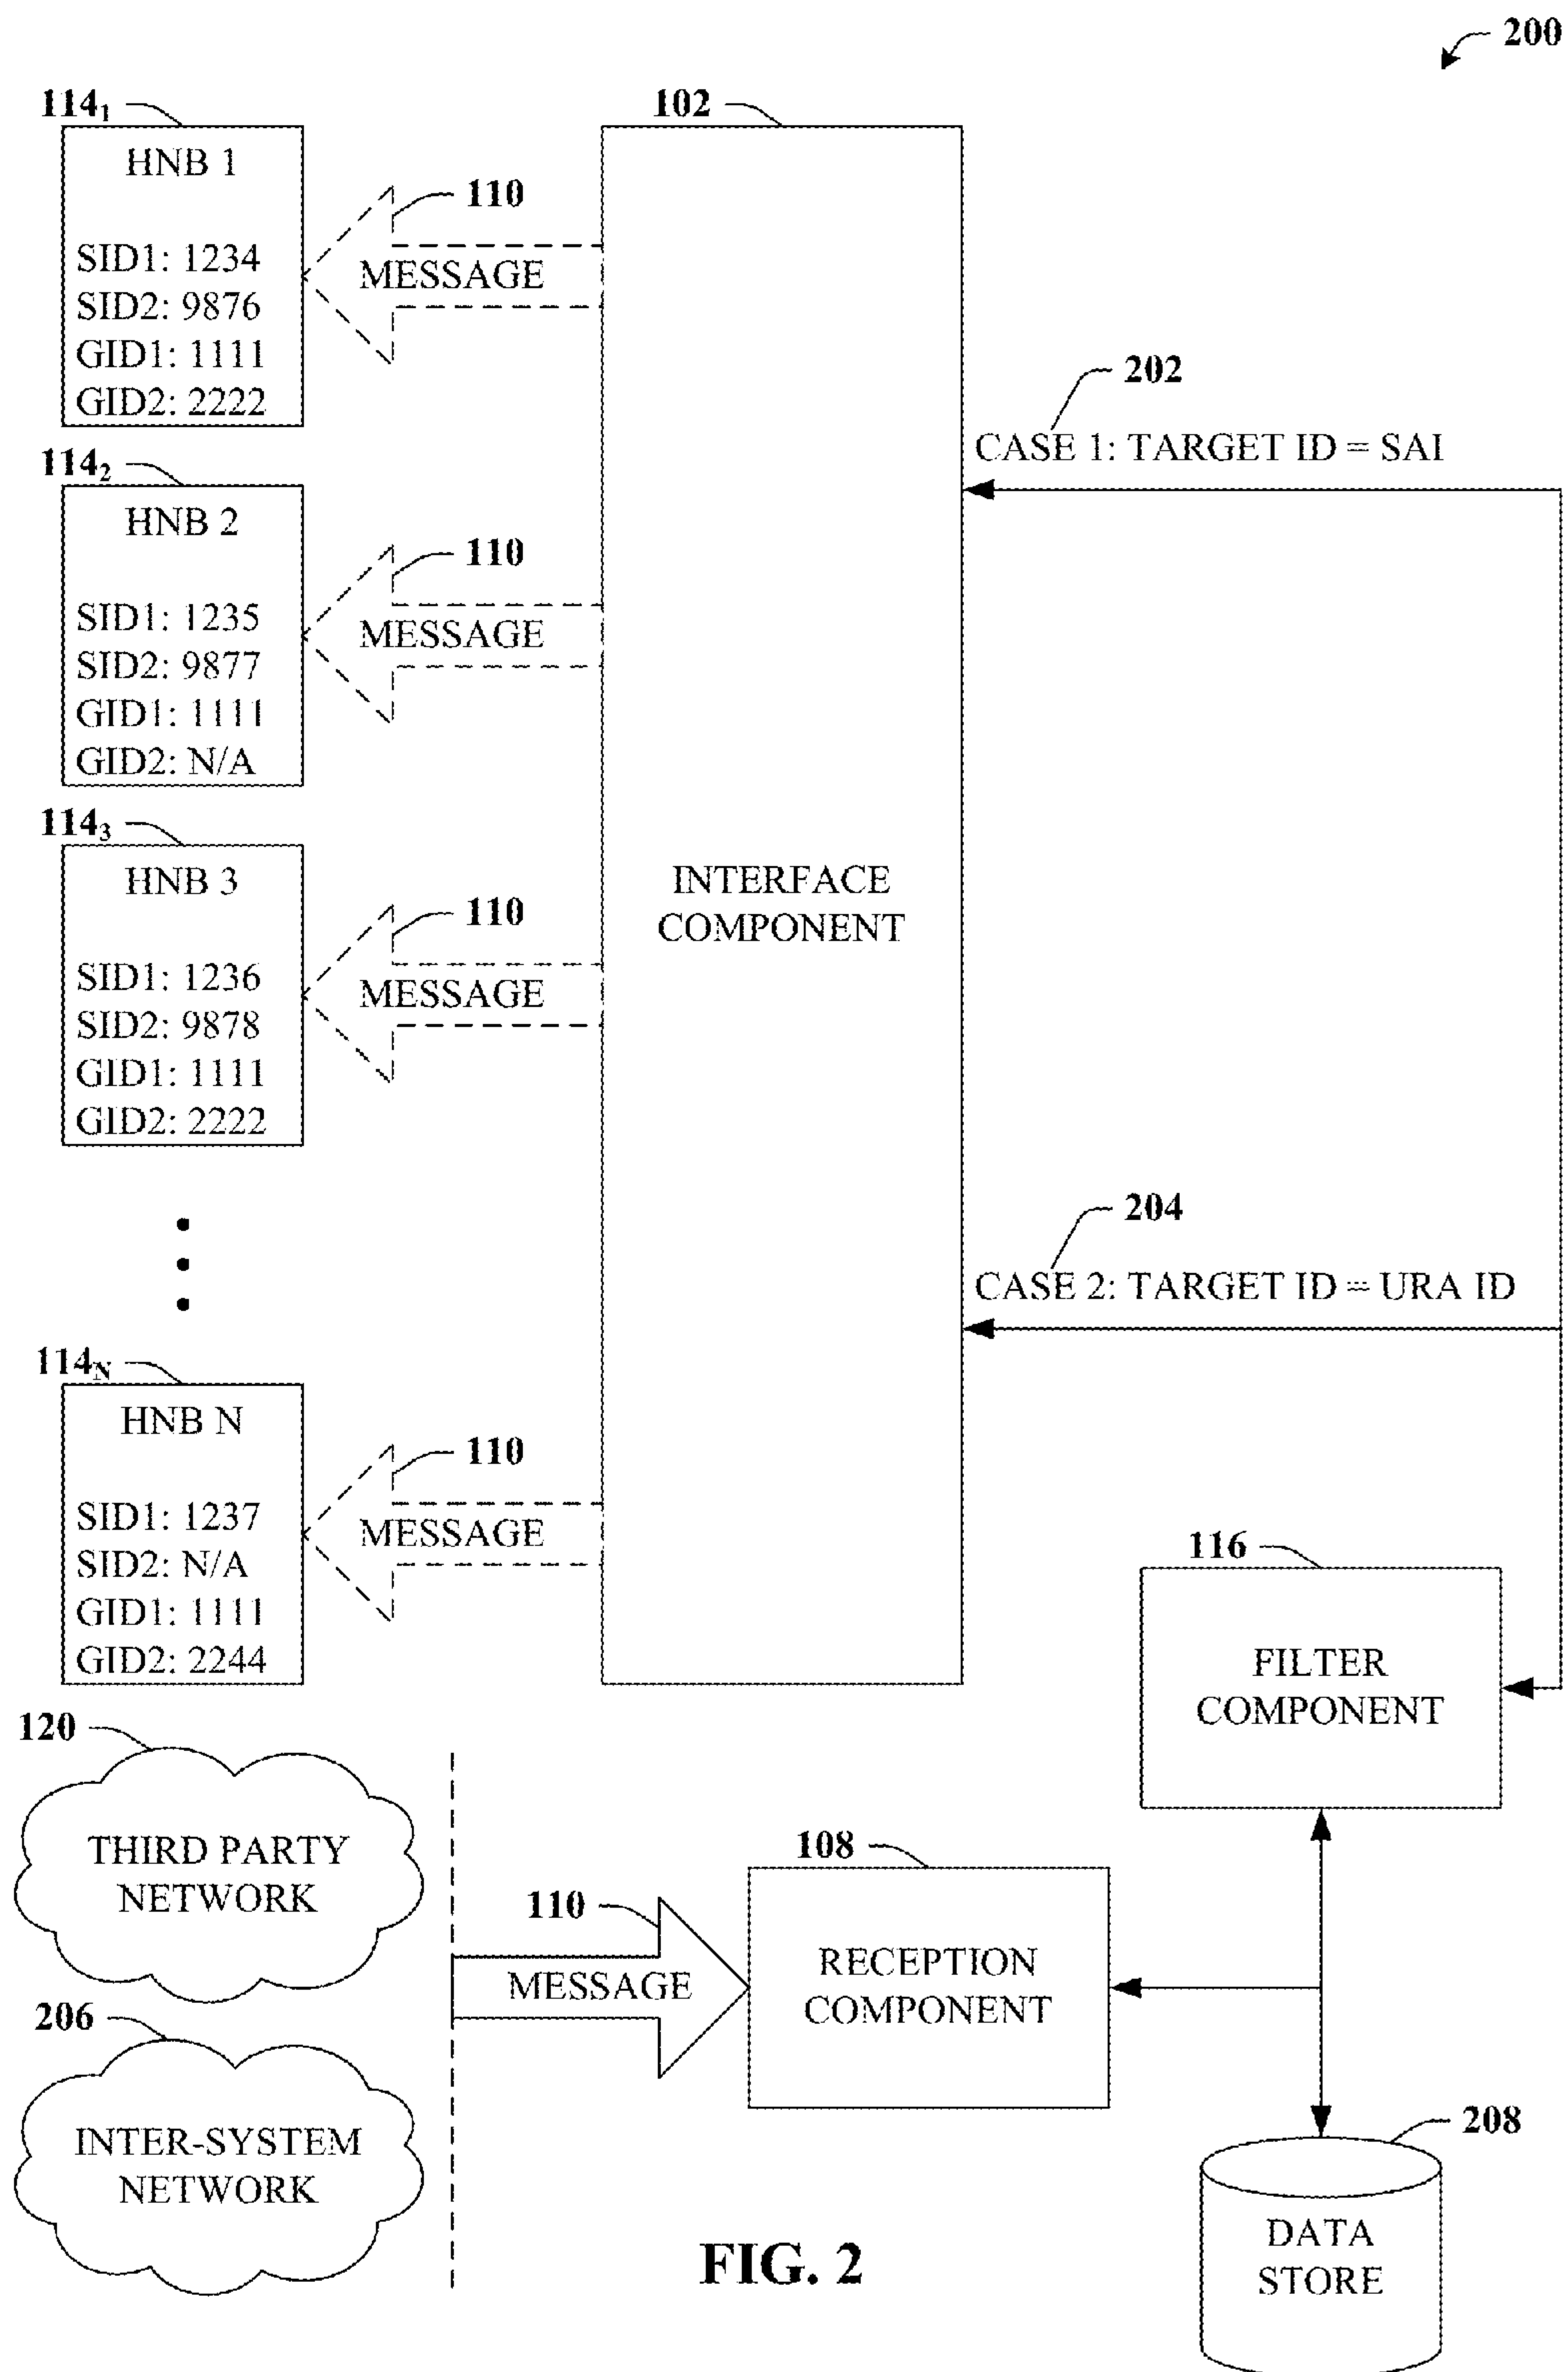 200
114₁
HNB 1
SID1: 1234
SID2: 9876
GID1: 1111
GID2: 2222
110
MESSAGE
102
INTERFACE
COMPONENT
202
CASE 1: TARGET ID = SAI
114₂
HNB 2
SID1: 1235
SID2: 9877
GID1: 1111
GID2: N/A
110
MESSAGE
114₃
HNB 3
SID1: 1236
SID2: 9878
GID1: 1111
GID2: 2222
110
MESSAGE
204
CASE 2: TARGET ID = URA ID
114N
HNB N
SID1: 1237
SID2: N/A
GID1: 1111
GID2: 2244
110
MESSAGE
116
FILTER
COMPONENT
120
THIRD PARTY
NETWORK
206
INTER-SYSTEM
NETWORK
110
MESSAGE
108
RECEPTION
COMPONENT
208
DATA
STORE
FIG. 2